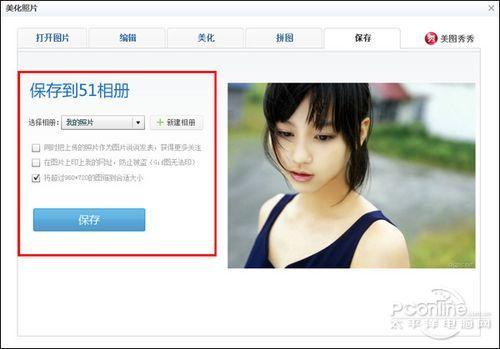 美化照片
打开图片
编辑
美化
拼图
保存
美图秀秀
保存到51相册
选择相册: 我的照片
+ 新建相册
同时把上传的照片作为图片说说发表，获得更多关注
在图片上印上我的网址，防止被盗（Gif图无法印）
将超过960*720的图缩到合适大小
保存
PConline
太平洋电脑网